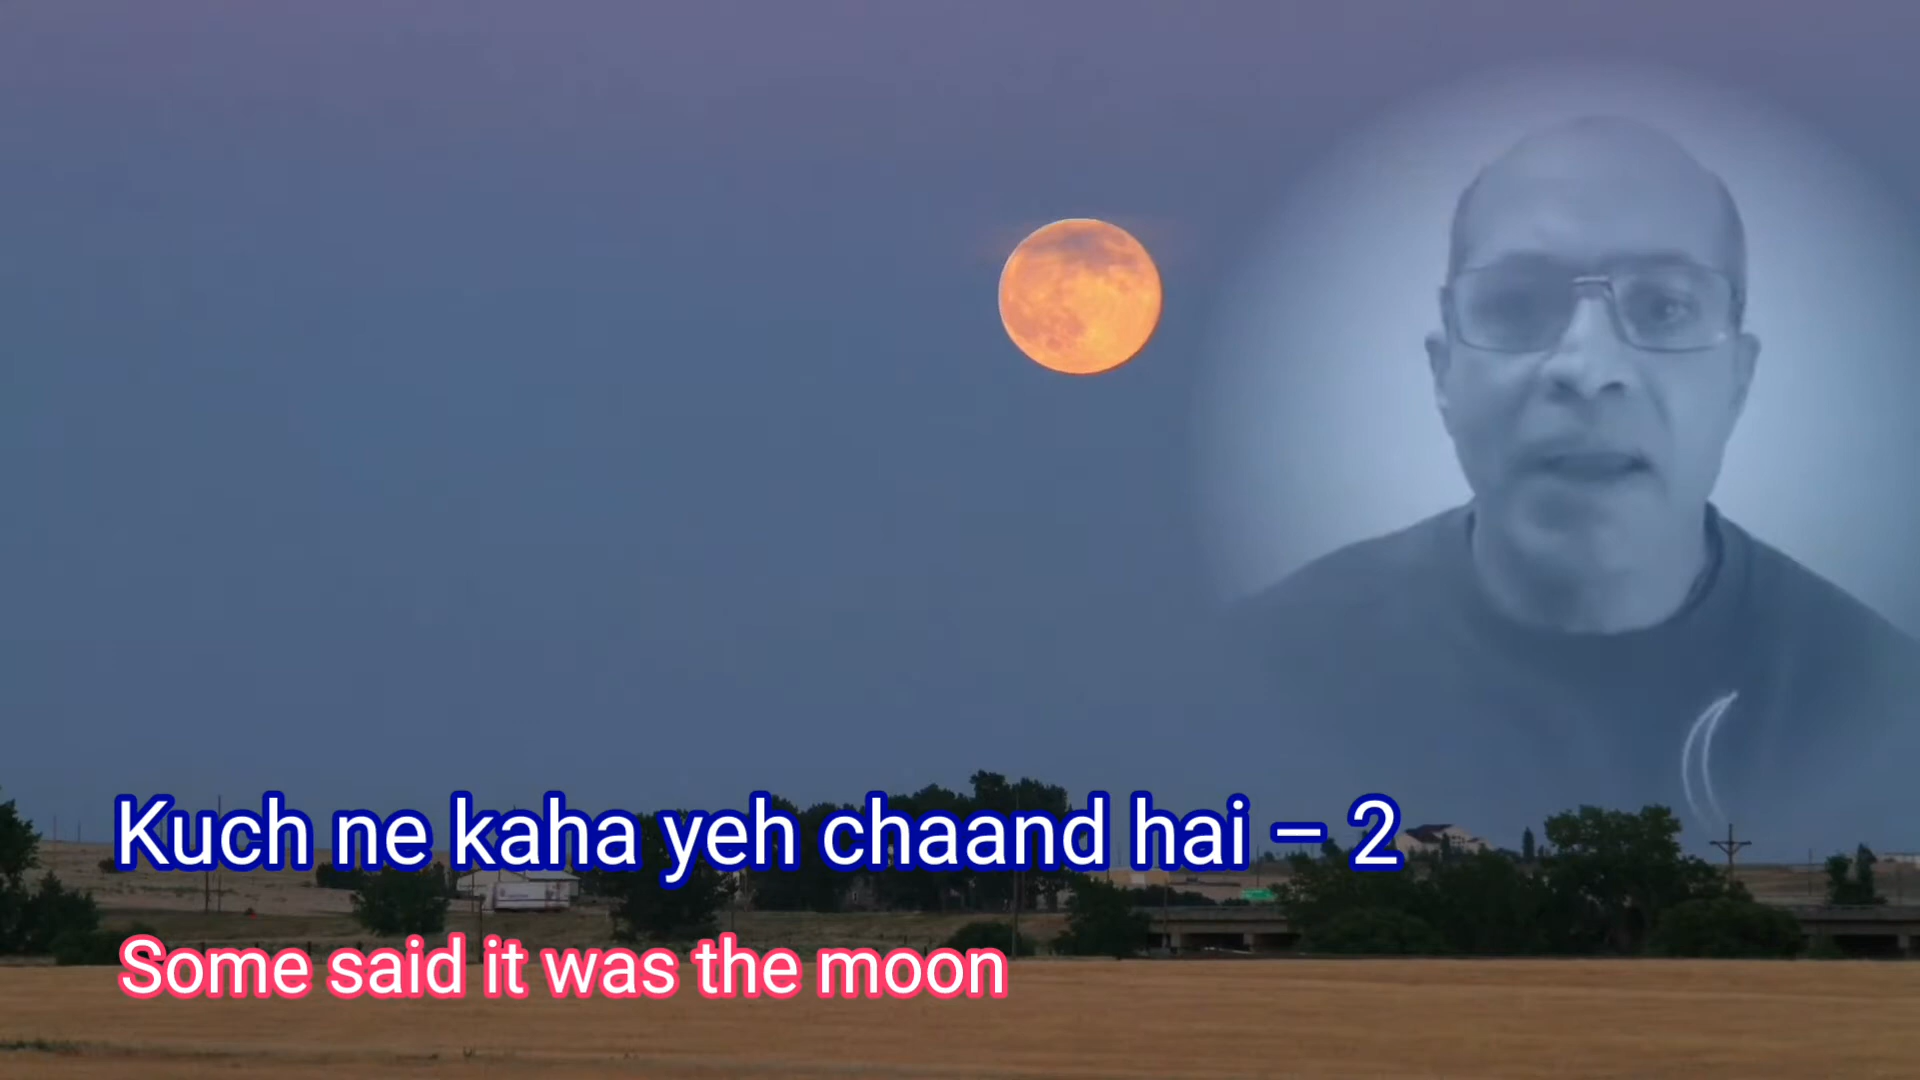 Kuch ne kaha yeh chaand hai – 2
Some said it was the moon